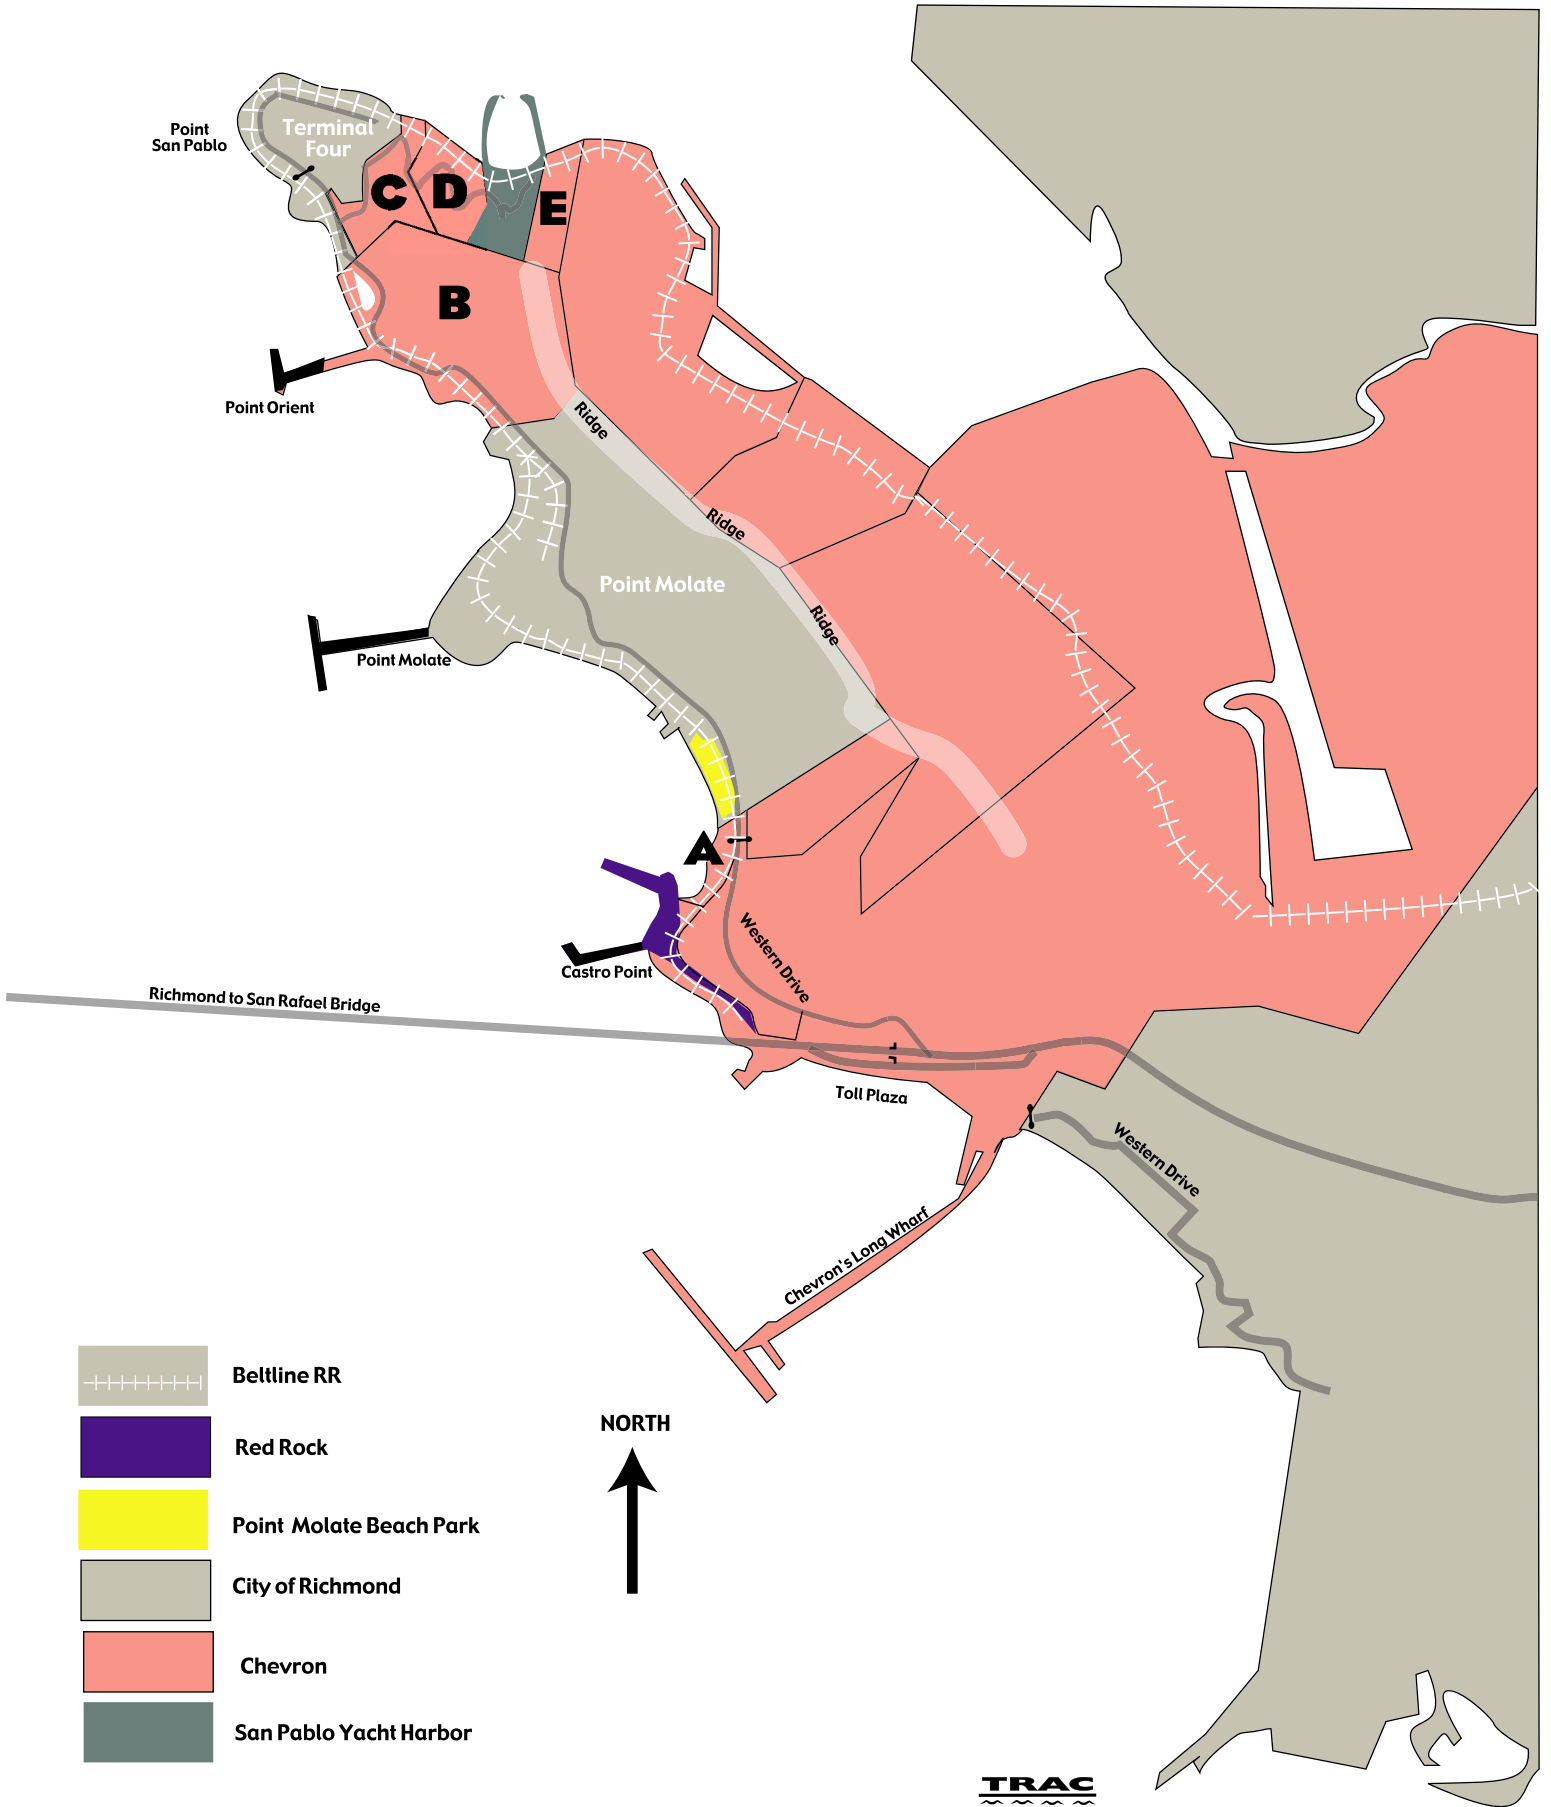 Point
San Pablo
Terminal
Four
C
D
E
B
Point Orient
Ridge
Ridge
Ridge
Point Molate
Point Molate
A
Castro Point
Western Drive
Richmond to San Rafael Bridge
Toll Plaza
Western Drive
Chevron's Long Wharf
NORTH
Beltline RR
Red Rock
Point Molate Beach Park
City of Richmond
Chevron
San Pablo Yacht Harbor
TRAC